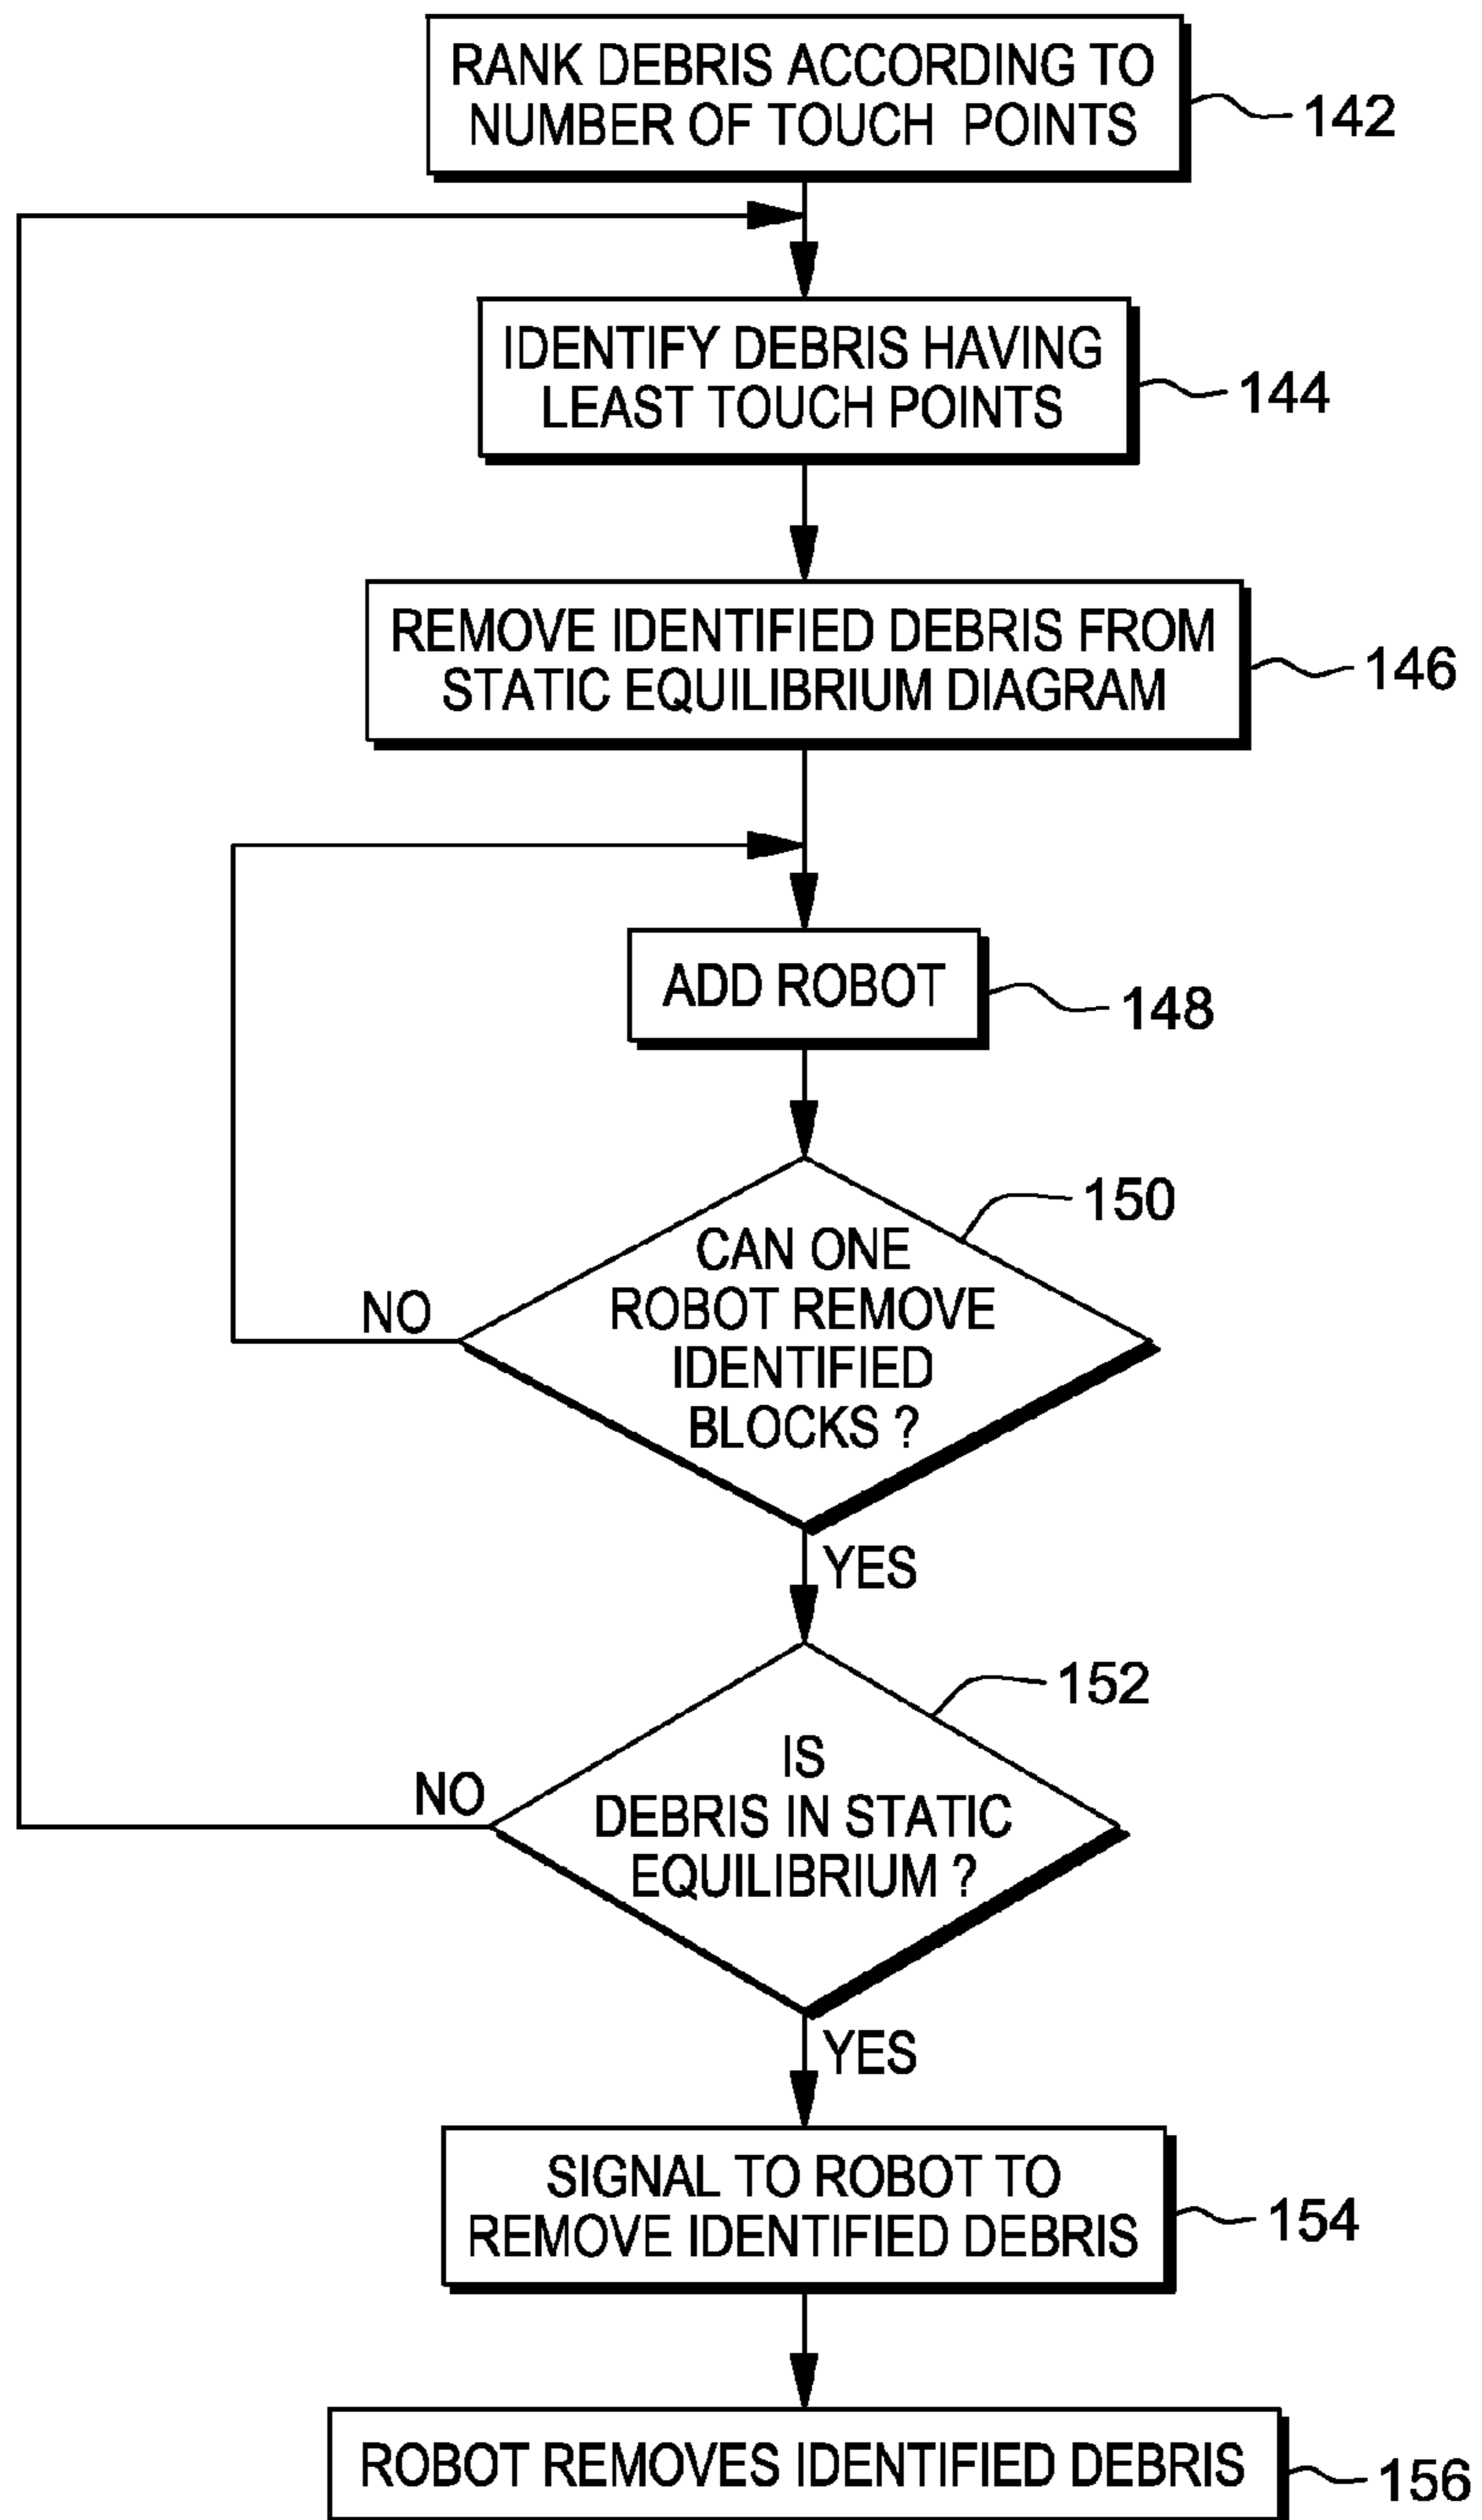 RANK DEBRIS ACCORDING TO
NUMBER OF TOUCH POINTS
142
IDENTIFY DEBRIS HAVING
LEAST TOUCH POINTS
144
REMOVE IDENTIFIED DEBRIS FROM
STATIC EQUILIBRIUM DIAGRAM
146
ADD ROBOT
148
150
CAN ONE
ROBOT REMOVE
IDENTIFIED
BLOCKS ?
NO
YES
152
IS
DEBRIS IN STATIC
EQUILIBRIUM ?
NO
YES
SIGNAL TO ROBOT TO
REMOVE IDENTIFIED DEBRIS
154
ROBOT REMOVES IDENTIFIED DEBRIS
156